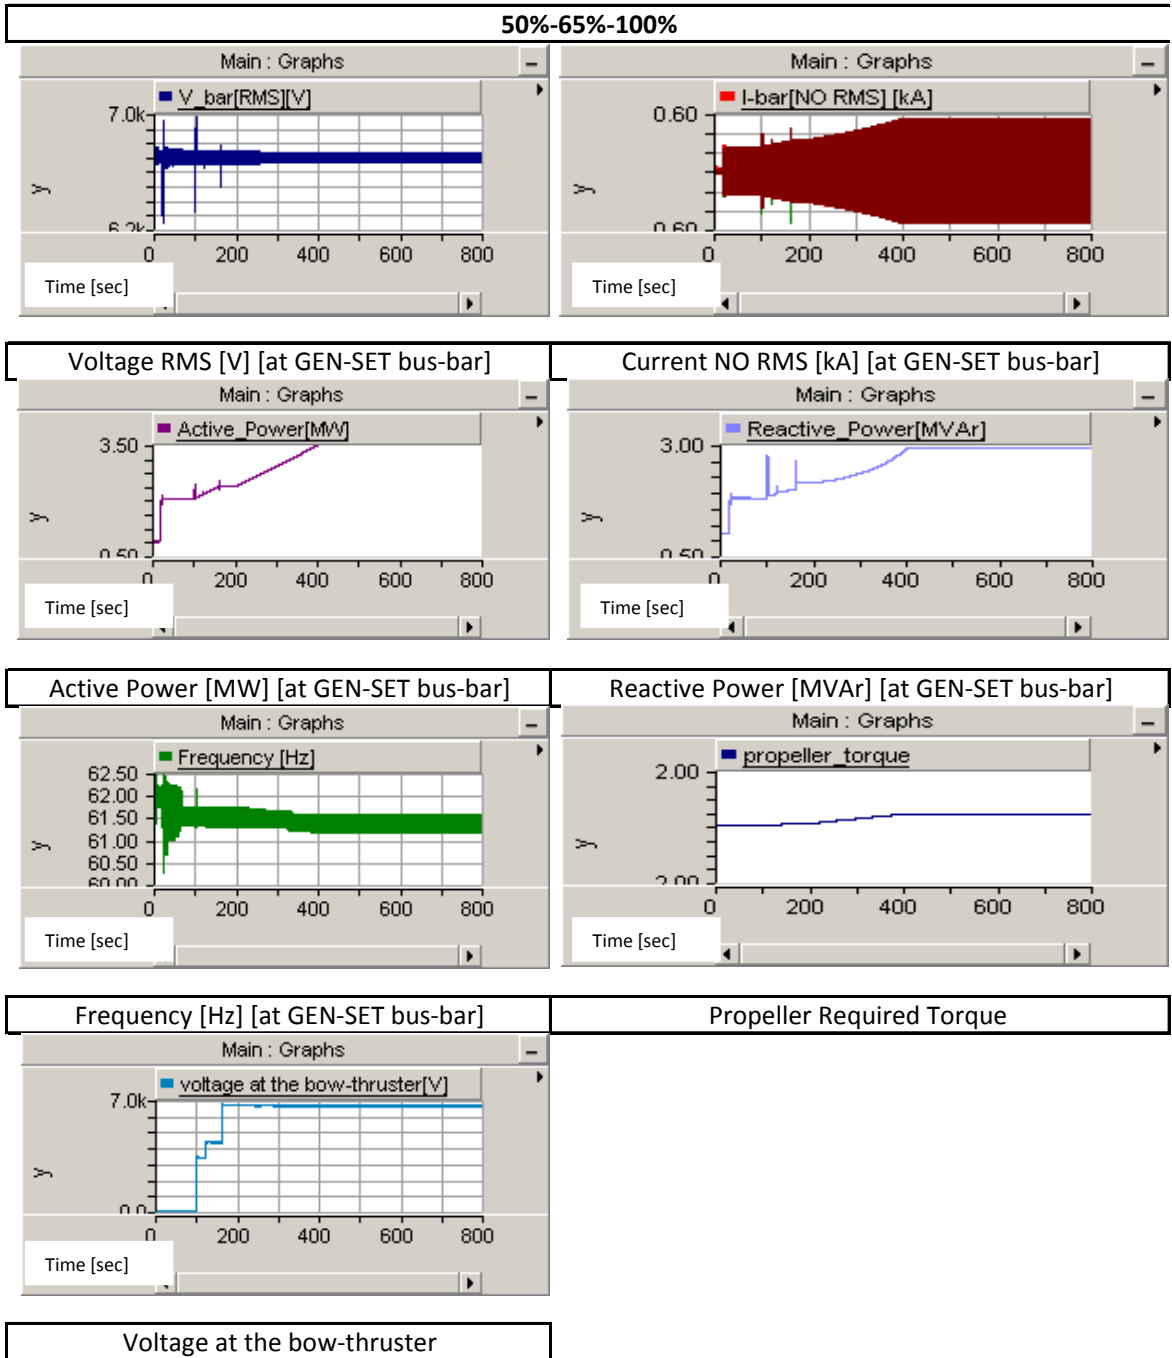 50%-65%-100%
Main : Graphs
V_bar[RMS][V]
7.0k
y
6.2k
0 200 400 600 800
Time [sec]
Main : Graphs
I-bar[NO RMS] [kA]
0.60
y
0.60
0 200 400 600 800
Time [sec]
Voltage RMS [V] [at GEN-SET bus-bar]
Current NO RMS [kA] [at GEN-SET bus-bar]
Main : Graphs
Active_Power[MW]
3.50
y
0.50
0 200 400 600 800
Time [sec]
Main : Graphs
Reactive_Power[MVAr]
3.00
y
0.50
0 200 400 600 800
Time [sec]
Active Power [MW] [at GEN-SET bus-bar]
Reactive Power [MVAr] [at GEN-SET bus-bar]
Main : Graphs
Frequency [Hz]
62.50
62.00
61.50
61.00
60.50
60.00
y
0 200 400 600 800
Time [sec]
Main : Graphs
propeller_torque
2.00
y
2.00
0 200 400 600 800
Time [sec]
Frequency [Hz] [at GEN-SET bus-bar]
Propeller Required Torque
Main : Graphs
voltage at the bow-thruster[V]
7.0k
y
0.0
0 200 400 600 800
Time [sec]
Voltage at the bow-thruster